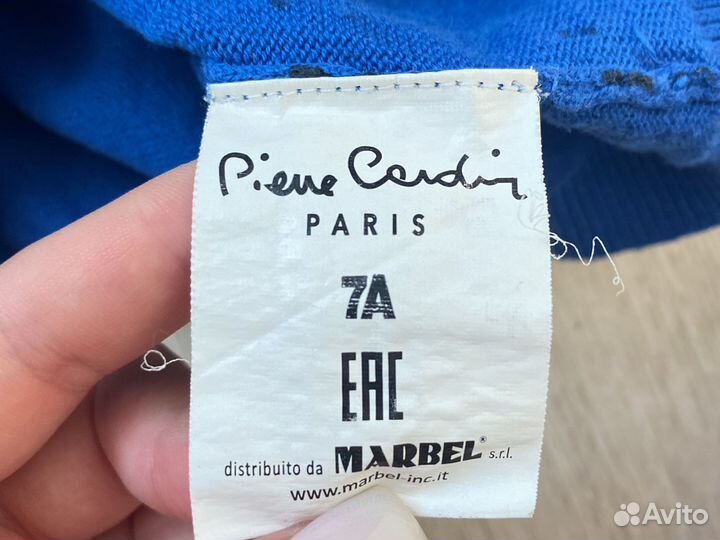 Pierre Cardin
PARIS
7A
EAC
distribuito da MARBEL® s.r.l.
www.marbel-inc.it
Avito